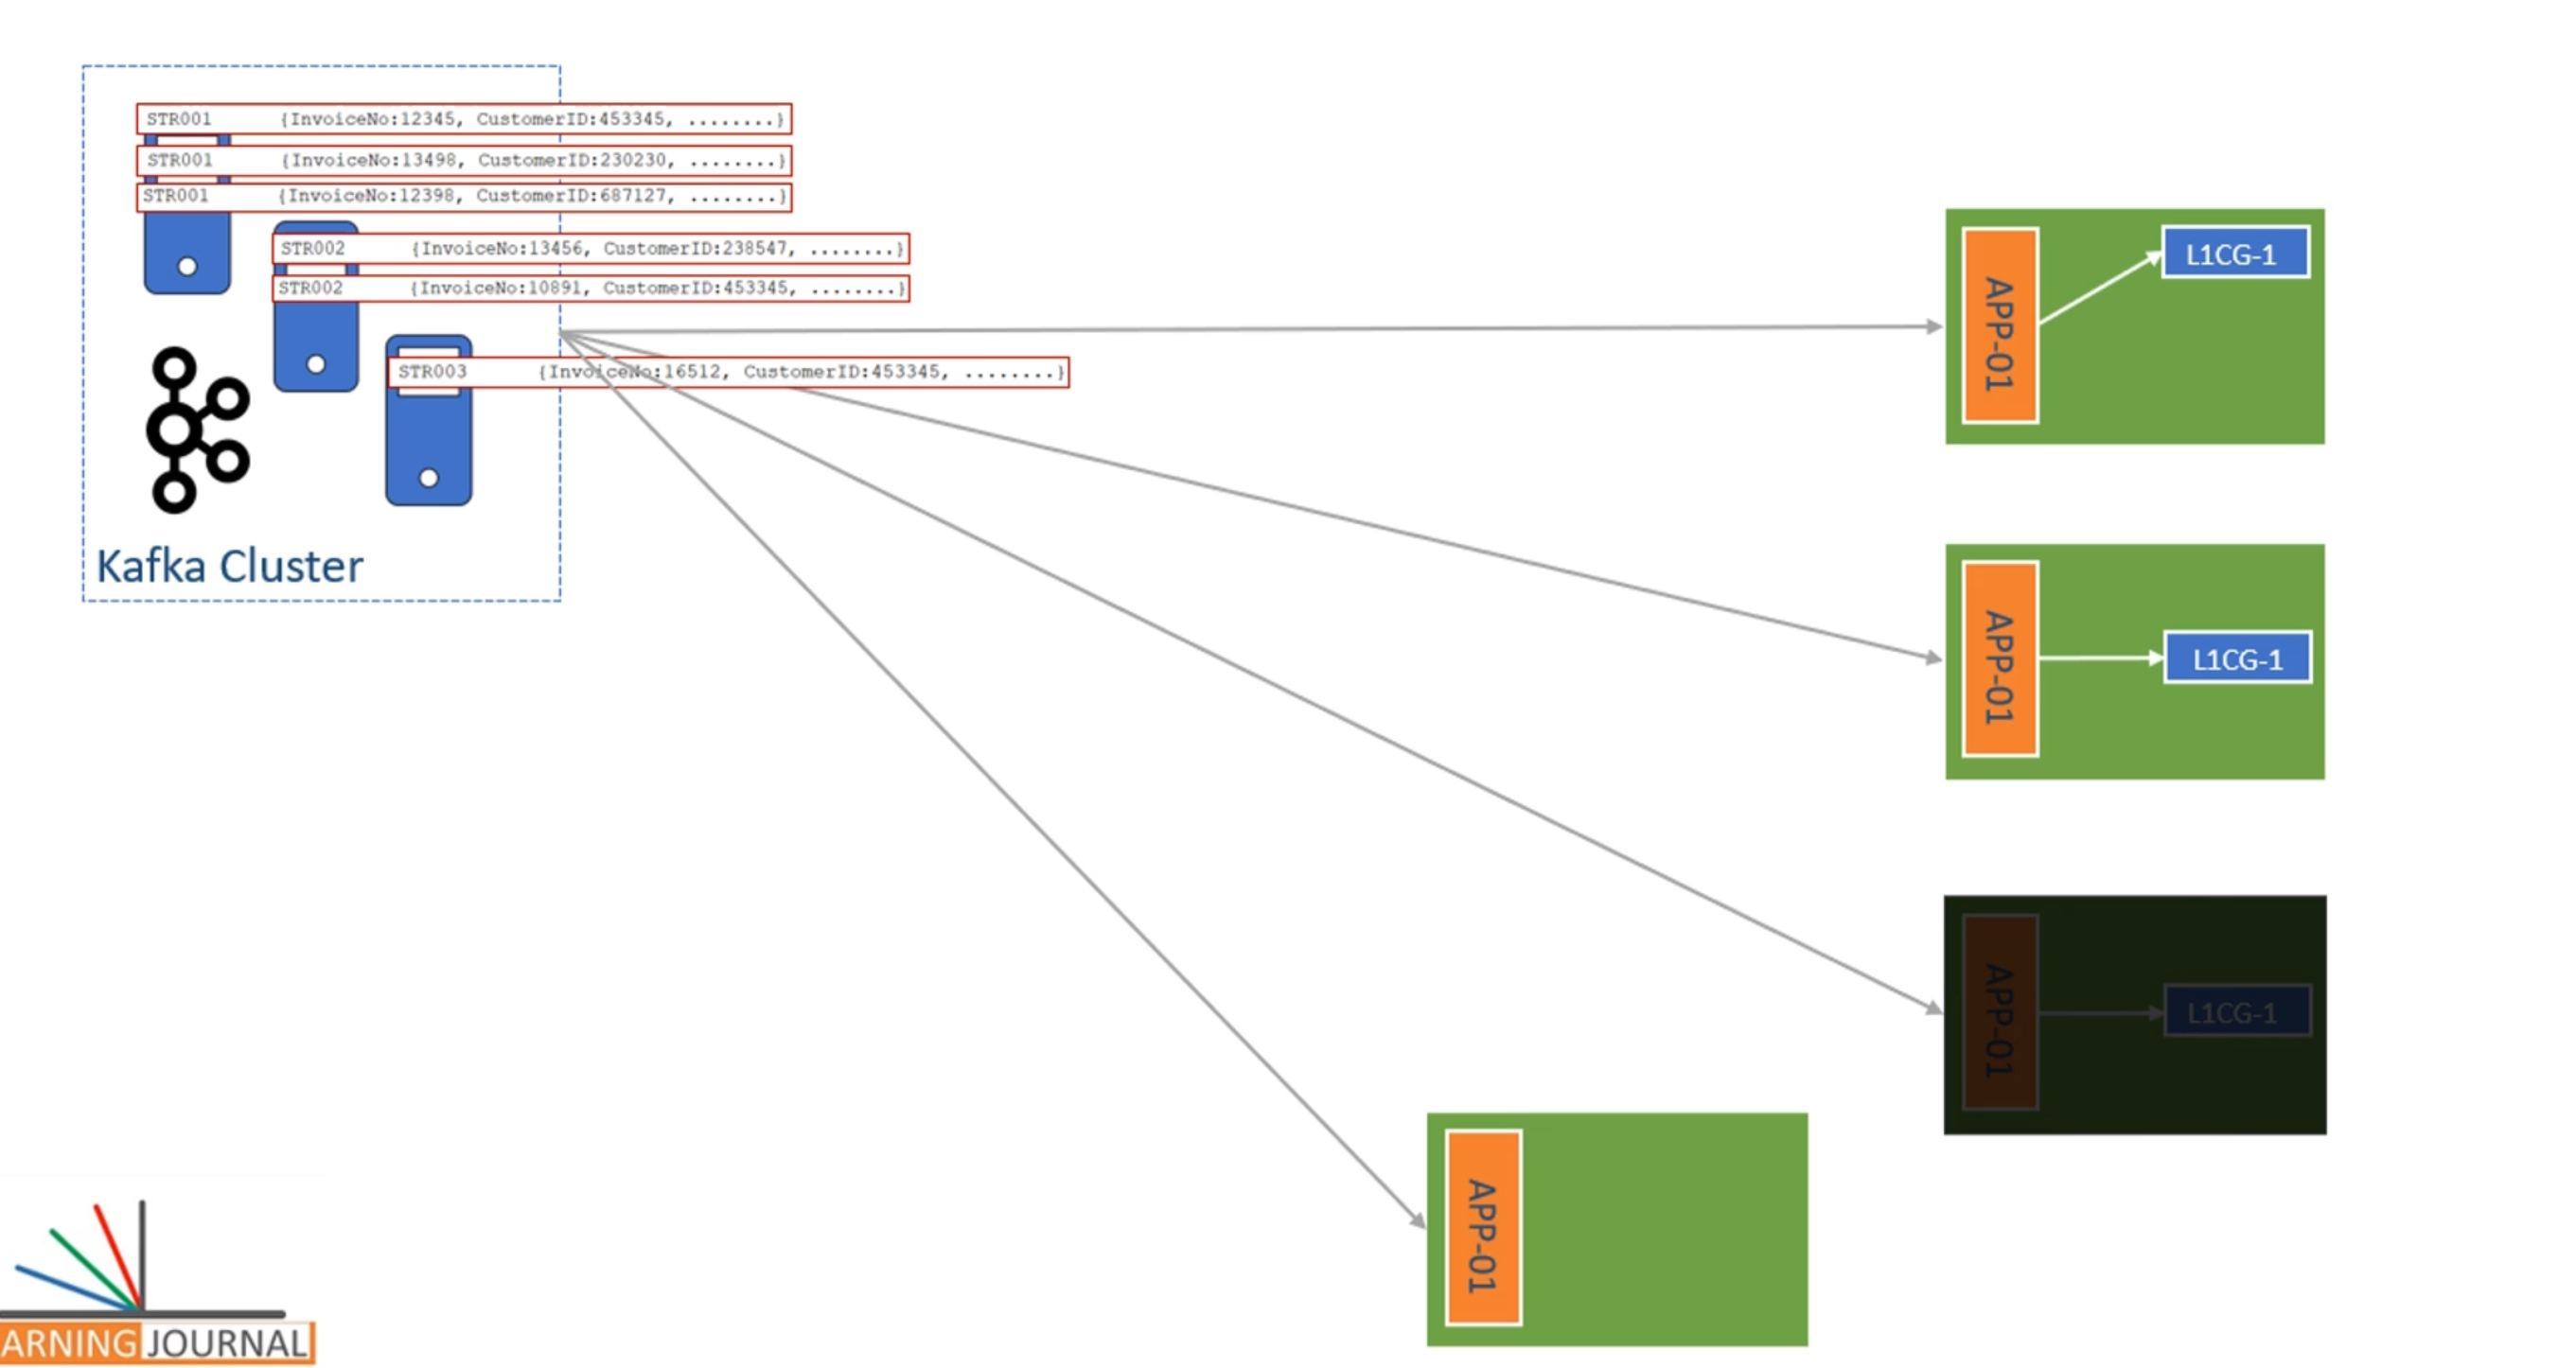 STR001 {InvoiceNo:12345, CustomerID:453345, ........}
STR001 {InvoiceNo:13498, CustomerID:230230, ........}
STR001 {InvoiceNo:12398, CustomerID:687127, ........}
STR002 {InvoiceNo:13456, CustomerID:238547, ........}
STR002 {InvoiceNo:10891, CustomerID:453345, ........}
STR003 {InvoiceNo:16512, CustomerID:453345, ........}
Kafka Cluster
APP-01
L1CG-1
APP-01
L1CG-1
APP-01
L1CG-1
APP-01
ARNING JOURNAL